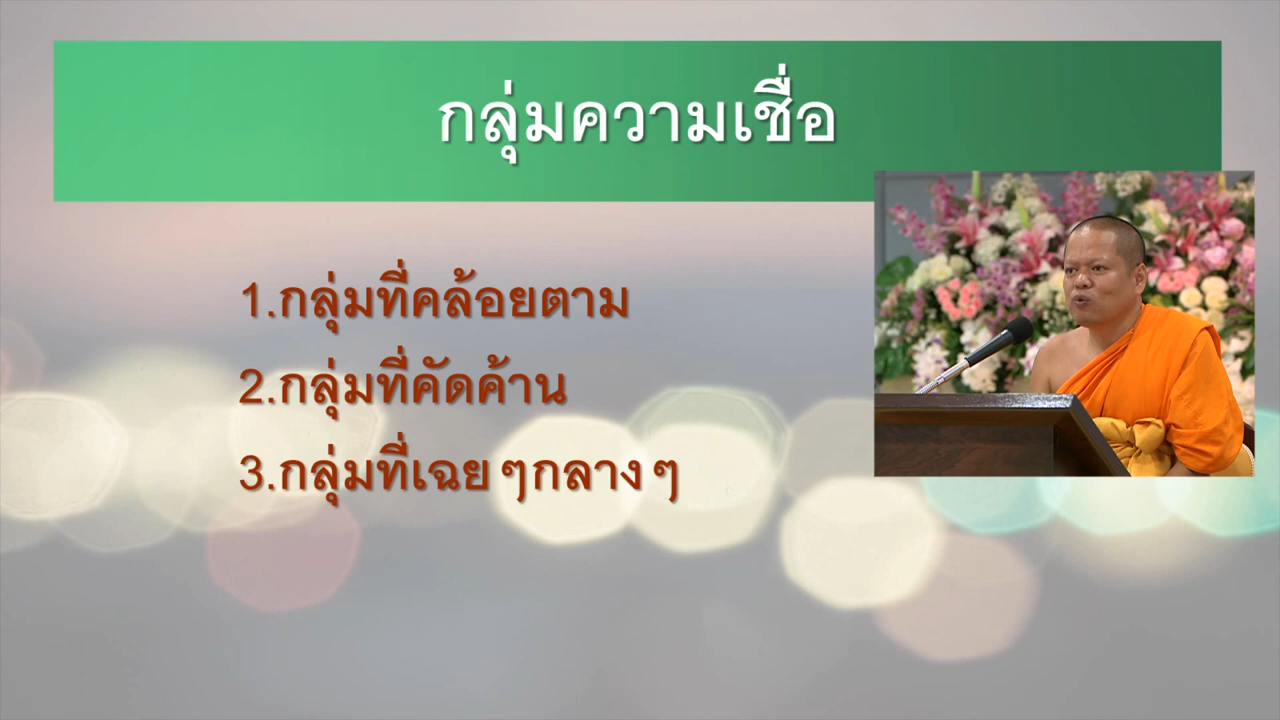 กลุ่มความเชื่อ
1.กลุ่มที่คล้อยตาม
2.กลุ่มที่คัดค้าน
3.กลุ่มที่เฉยๆกลางๆ